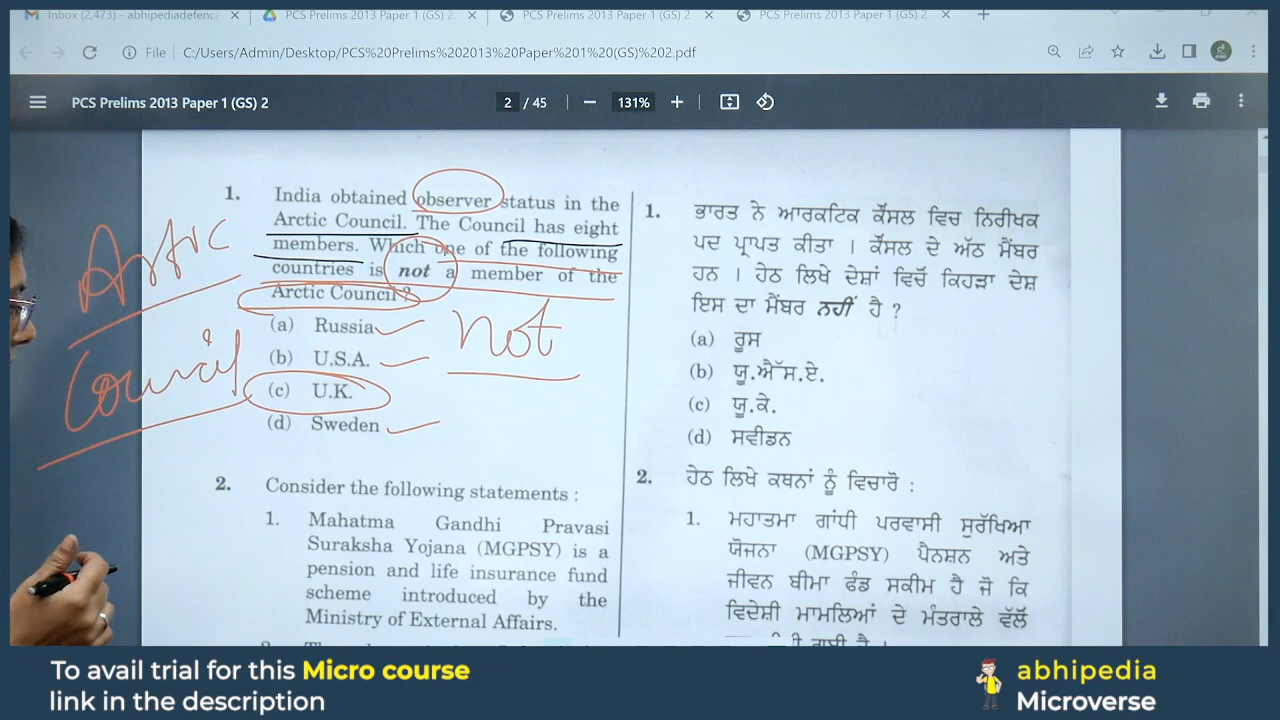 Inbox (2,473) - abhipediadefence
PCS Prelims 2013 Paper 1 (GS) 2
PCS Prelims 2013 Paper 1 (GS) 2
PCS Prelims 2013 Paper 1 (GS) 2
File
C:/Users/Admin/Desktop/PCS%20Prelims%202013%20Paper%201%20(GS)%202.pdf
PCS Prelims 2013 Paper 1 (GS) 2
2 / 45
131%
1. India obtained observer status in the
Arctic Council. The Council has eight
members. Which one of the following
countries is not a member of the
Arctic Council ?
(a) Russia
(b) U.S.A.
(c) U.K.
(d) Sweden
Arctic
Council
not
2. Consider the following statements :
1. Mahatma Gandhi Pravasi
Suraksha Yojana (MGPSY) is a
pension and life insurance fund
scheme introduced by the
Ministry of External Affairs.
1. ਭਾਰਤ ਨੇ ਆਰਕਟਿਕ ਕੌਂਸਲ ਵਿਚ ਨਿਰੀਖਕ
ਪਦ ਪ੍ਰਾਪਤ ਕੀਤਾ । ਕੌਂਸਲ ਦੇ ਅੱਠ ਮੈਂਬਰ
ਹਨ । ਹੇਠ ਲਿਖੇ ਦੇਸ਼ਾਂ ਵਿਚੋਂ ਕਿਹੜਾ ਦੇਸ਼
ਇਸ ਦਾ ਮੈਂਬਰ ਨਹੀਂ ਹੈ ?
(a) ਰੂਸ
(b) ਯੂ.ਐੱਸ.ਏ.
(c) ਯੂ.ਕੇ.
(d) ਸਵੀਡਨ
2. ਹੇਠ ਲਿਖੇ ਕਥਨਾਂ ਨੂੰ ਵਿਚਾਰੋ :
1. ਮਹਾਤਮਾ ਗਾਂਧੀ ਪਰਵਾਸੀ ਸੁਰੱਖਿਆ
ਯੋਜਨਾ (MGPSY) ਪੈਨਸ਼ਨ ਅਤੇ
ਜੀਵਨ ਬੀਮਾ ਫੰਡ ਸਕੀਮ ਹੈ ਜੋ ਕਿ
ਵਿਦੇਸ਼ੀ ਮਾਮਲਿਆਂ ਦੇ ਮੰਤਰਾਲੇ ਵੱਲੋਂ
To avail trial for this Micro course
link in the description
abhipedia
Microverse